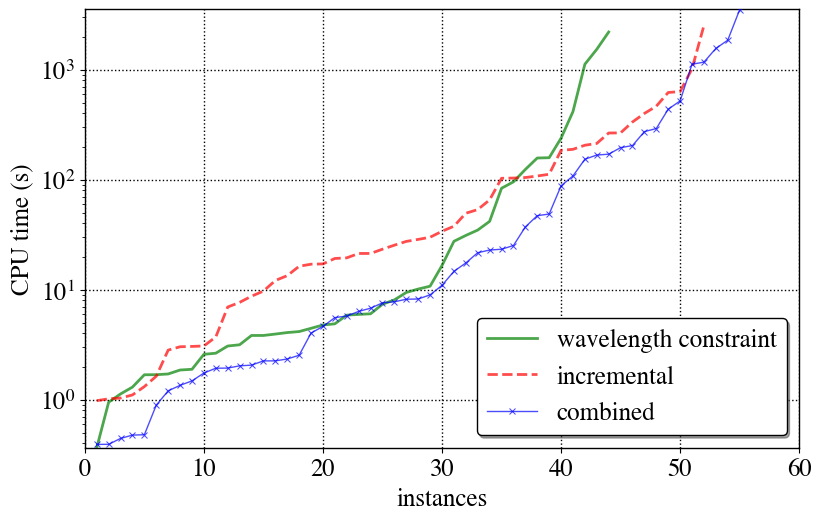 10³
10²
10¹
10⁰
CPU time (s)
0 10 20 30 40 50 60
instances
wavelength constraint
incremental
combined